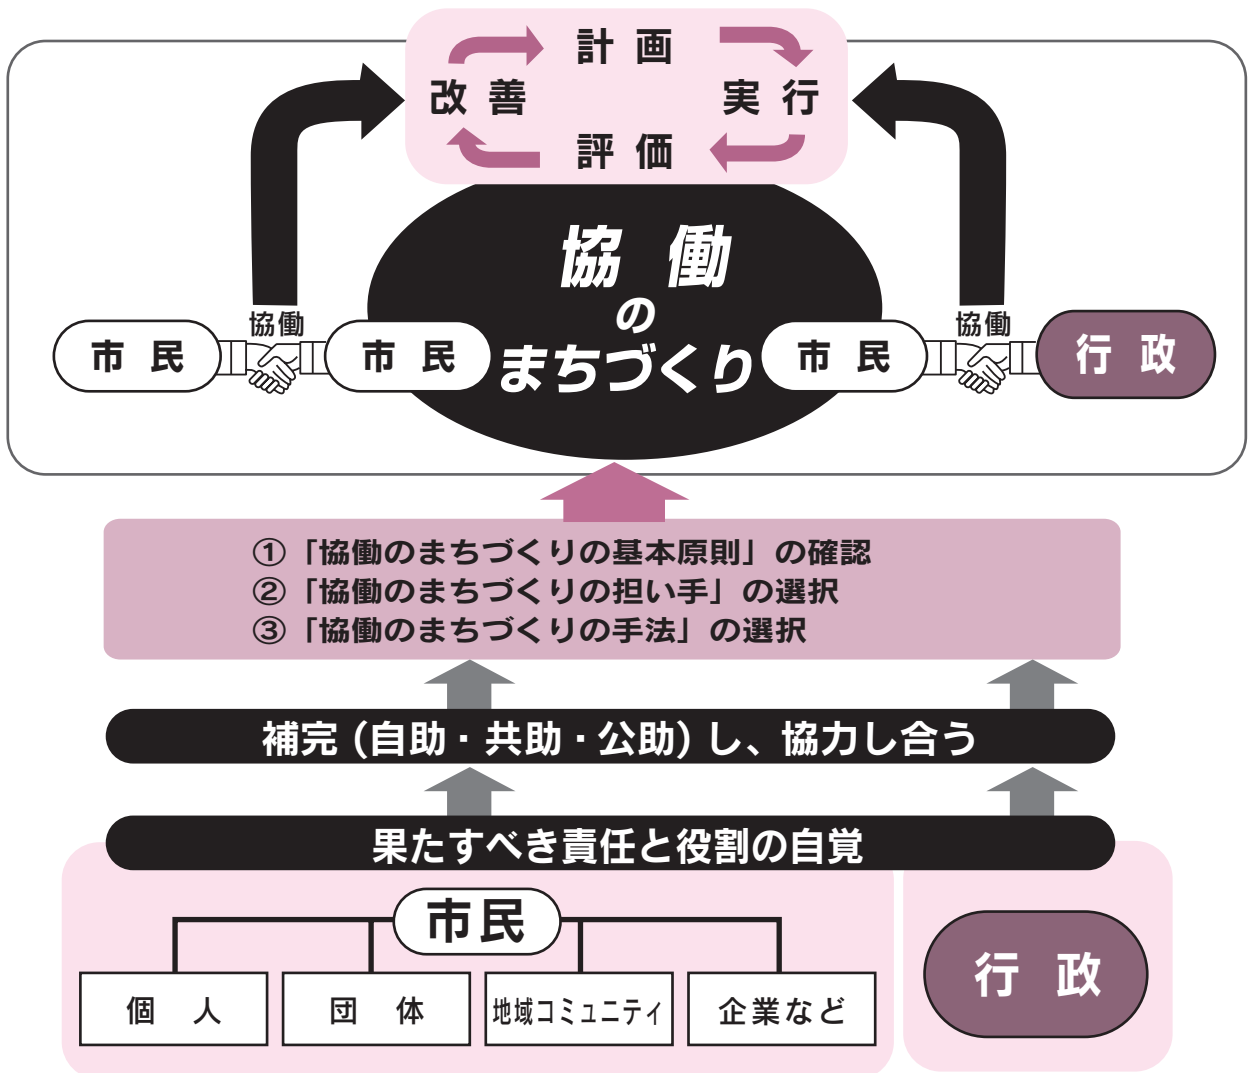 計画
改善
実行
評価
協働
の
まちづくり
協働
市民
市民
協働
市民
行政
①「協働のまちづくりの基本原則」の確認
②「協働のまちづくりの担い手」の選択
③「協働のまちづくりの手法」の選択
補完(自助・共助・公助)し、協力し合う
果たすべき責任と役割の自覚
市民
個人
団体
地域コミュニティ
企業など
行政